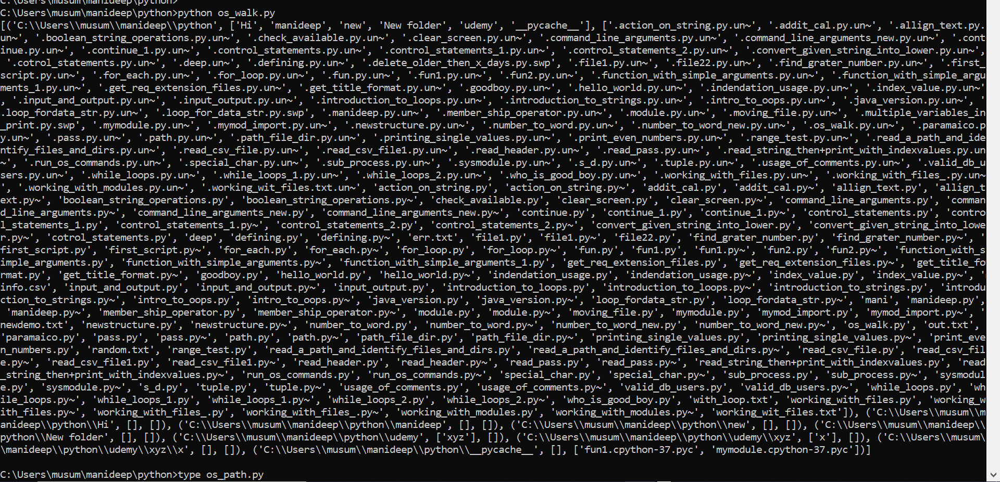 C:\Users\musum\manideep\python>
C:\Users\musum\manideep\python>python os_walk.py
[('C:\\Users\\musum\\manideep\\python', ['Hi', 'manideep', 'new', 'New folder', 'udemy', '__pycache__'], ['.action_on_string.py.un~', '.addit_cal.py.un~', '.allign_text.py.
un~', '.boolean_string_operations.py.un~', '.check_available.py.un~', '.clear_screen.py.un~', '.command_line_arguments.py.un~', '.command_line_arguments_new.py.un~', '.cont
inue.py.un~', '.continue_1.py.un~', '.control_statements.py.un~', '.control_statements_1.py.un~', '.control_statements_2.py.un~', '.convert_given_string_into_lower.py.un~',
 '.cotrol_statements.py.un~', '.deep.un~', '.defining.py.un~', '.delete_older_then_x_days.py.swp', '.file1.py.un~', '.file22.py.un~', '.find_grater_number.py.un~', '.first_
script.py.un~', '.for_each.py.un~', '.for_loop.py.un~', '.fun.py.un~', '.fun1.py.un~', '.fun2.py.un~', '.function_with_simple_arguments.py.un~', '.function_with_simple_argu
ments_1.py.un~', '.get_req_extension_files.py.un~', '.get_title_format.py.un~', '.goodboy.py.un~', '.hello_world.py.un~', '.indendation_usage.py.un~', '.index_value.py.un~'
, '.input_and_output.py.un~', '.input_output.py.un~', '.introduction_to_loops.py.un~', '.introduction_to_strings.py.un~', '.intro_to_oops.py.un~', '.java_version.py.un~', '
.loop_fordata_str.py.un~', '.loop_for_data_str.py.swp', '.manideep.py.un~', '.member_ship_operator.py.un~', '.module.py.un~', '.moving_file.py.un~', '.multiple_variables_in
_print.py.swp', '.mymodule.py.un~', '.mymod_import.py.un~', '.newstructure.py.un~', '.number_to_word.py.un~', '.number_to_word_new.py.un~', '.os_walk.py.un~', '.paramaico.p
y.un~', '.pass.py.un~', '.path.py.un~', '.path_file_dir.py.un~', '.printing_single_values.py.un~', '.print_even_numbers.py.un~', '.range_test.py.un~', '.read_a_path_and_ide
ntify_files_and_dirs.py.un~', '.read_csv_file.py.un~', '.read_csv_file1.py.un~', '.read_header.py.un~', '.read_pass.py.un~', '.read_string_then+print_with_indexvalues.py.un
~', '.run_os_commands.py.un~', '.special_char.py.un~', '.sub_process.py.un~', '.sysmodule.py.un~', '.s_d.py.un~', '.tuple.py.un~', '.usage_of_comments.py.un~', '.valid_db_u
sers.py.un~', '.while_loops.py.un~', '.while_loops_1.py.un~', '.while_loops_2.py.un~', '.who_is_good_boy.py.un~', '.working_with_files.py.un~', '.working_with_files_.py.un~
', '.working_with_modules.py.un~', '.working_wit_files.txt.un~', 'action_on_string.py', 'action_on_string.py~', 'addit_cal.py', 'addit_cal.py~', 'allign_text.py', 'allign_t
ext.py~', 'boolean_string_operations.py', 'boolean_string_operations.py~', 'check_available.py', 'clear_screen.py', 'clear_screen.py~', 'command_line_arguments.py', 'comman
d_line_arguments.py~', 'command_line_arguments_new.py', 'command_line_arguments_new.py~', 'continue.py', 'continue_1.py', 'continue_1.py~', 'control_statements.py', 'contro
l_statements_1.py', 'control_statements_1.py~', 'control_statements_2.py', 'control_statements_2.py~', 'convert_given_string_into_lower.py', 'convert_given_string_into_lowe
r.py~', 'cotrol_statements.py', 'deep', 'defining.py', 'defining.py~', 'err.txt', 'file1.py', 'file1.py~', 'file22.py', 'find_grater_number.py', 'find_grater_number.py~', '
first_script.py', 'first_script.py~', 'for_each.py', 'for_each.py~', 'for_loop.py', 'for_loop.py~', 'fun.py', 'fun1.py', 'fun1.py~', 'fun2.py', 'fun2.py~', 'function_with_s
imple_arguments.py', 'function_with_simple_arguments.py~', 'function_with_simple_arguments_1.py', 'get_req_extension_files.py', 'get_req_extension_files.py~', 'get_title_fo
rmat.py', 'get_title_format.py~', 'goodboy.py', 'hello_world.py', 'hello_world.py~', 'indendation_usage.py', 'indendation_usage.py~', 'index_value.py', 'index_value.py~', '
info.csv', 'input_and_output.py', 'input_and_output.py~', 'input_output.py', 'introduction_to_loops.py', 'introduction_to_loops.py~', 'introduction_to_strings.py', 'introdu
ction_to_strings.py~', 'intro_to_oops.py', 'intro_to_oops.py~', 'java_version.py', 'java_version.py~', 'loop_fordata_str.py', 'loop_fordata_str.py~', 'mani', 'manideep.py',
 'manideep.py~', 'member_ship_operator.py', 'member_ship_operator.py~', 'module.py', 'module.py~', 'moving_file.py', 'mymodule.py', 'mymod_import.py', 'mymod_import.py~', '
newdemo.txt', 'newstructure.py', 'newstructure.py~', 'number_to_word.py', 'number_to_word.py~', 'number_to_word_new.py', 'number_to_word_new.py~', 'os_walk.py', 'out.txt',
'paramaico.py', 'pass.py', 'pass.py~', 'path.py', 'path.py~', 'path_file_dir.py', 'path_file_dir.py~', 'printing_single_values.py', 'printing_single_values.py~', 'print_eve
n_numbers.py', 'random.txt', 'range_test.py', 'read_a_path_and_identify_files_and_dirs.py', 'read_a_path_and_identify_files_and_dirs.py~', 'read_csv_file.py', 'read_csv_fil
e.py~', 'read_csv_file1.py', 'read_csv_file1.py~', 'read_header.py', 'read_header.py~', 'read_pass.py', 'read_pass.py~', 'read_string_then+print_with_indexvalues.py', 'read
_string_then+print_with_indexvalues.py~', 'run_os_commands.py', 'run_os_commands.py~', 'special_char.py', 'special_char.py~', 'sub_process.py', 'sub_process.py~', 'sysmodul
e.py', 'sysmodule.py~', 's_d.py', 'tuple.py', 'tuple.py~', 'usage_of_comments.py', 'usage_of_comments.py~', 'valid_db_users.py', 'valid_db_users.py~', 'while_loops.py', 'wh
ile_loops.py~', 'while_loops_1.py', 'while_loops_1.py~', 'while_loops_2.py', 'while_loops_2.py~', 'who_is_good_boy.py', 'with_loop.txt', 'working_with_files.py', 'working_w
ith_files.py~', 'working_with_files_.py', 'working_with_files_.py~', 'working_with_modules.py', 'working_with_modules.py~', 'working_wit_files.txt']), ('C:\\Users\\musum\\m
anideep\\python\\Hi', [], []), ('C:\\Users\\musum\\manideep\\python\\manideep', [], []), ('C:\\Users\\musum\\manideep\\python\\new', [], []), ('C:\\Users\\musum\\manideep\\
python\\New folder', [], []), ('C:\\Users\\musum\\manideep\\python\\udemy', ['xyz'], []), ('C:\\Users\\musum\\manideep\\python\\udemy\\xyz', ['x'], []), ('C:\\Users\\musum\
\manideep\\python\\udemy\\xyz\\x', [], []), ('C:\\Users\\musum\\manideep\\python\\__pycache__', [], ['fun1.cpython-37.pyc', 'mymodule.cpython-37.pyc'])]
C:\Users\musum\manideep\python>type os_path.py